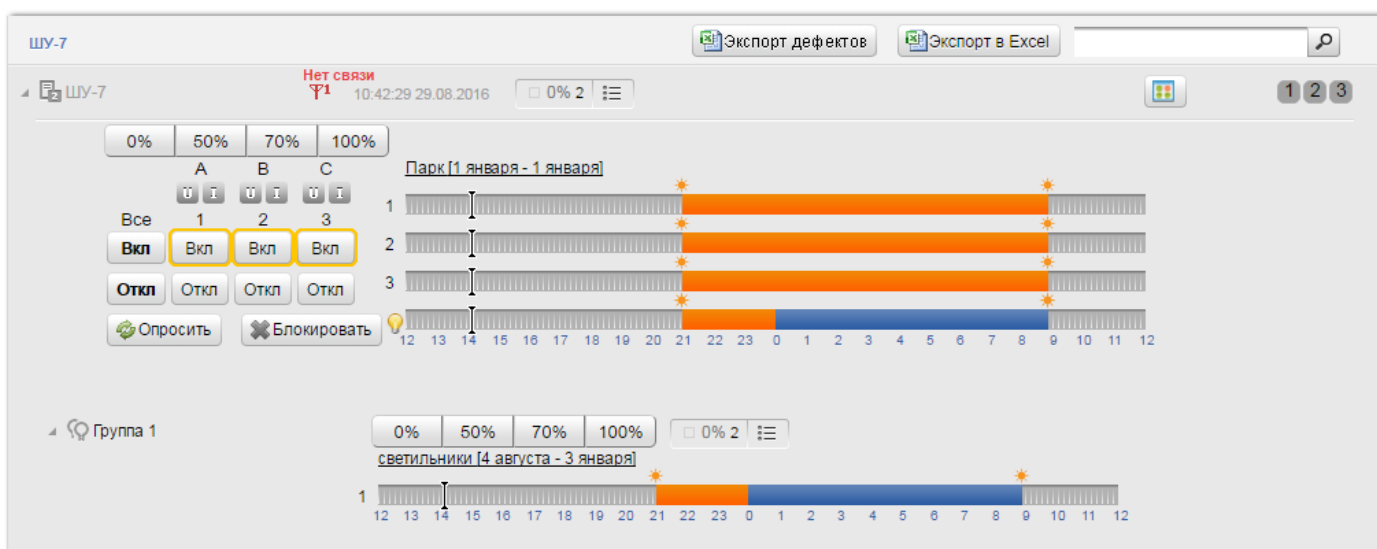 ШУ-7 Экспорт дефектов Экспорт в Excel
Нет связи
ШУ-7 1 10:42:29 29.08.2016 0% 2 1 2 3
0% 50% 70% 100%
A B C Парк [1 января - 1 января]
U I U I U I
1
Все 1 2 3
Вкл Вкл Вкл Вкл 2
Откл Откл Откл Откл 3
Опросить Блокировать
12 13 14 15 16 17 18 19 20 21 22 23 0 1 2 3 4 5 6 7 8 9 10 11 12
Группа 1 0% 50% 70% 100% 0% 2
светильники [4 августа - 3 января]
1
12 13 14 15 16 17 18 19 20 21 22 23 0 1 2 3 4 5 6 7 8 9 10 11 12